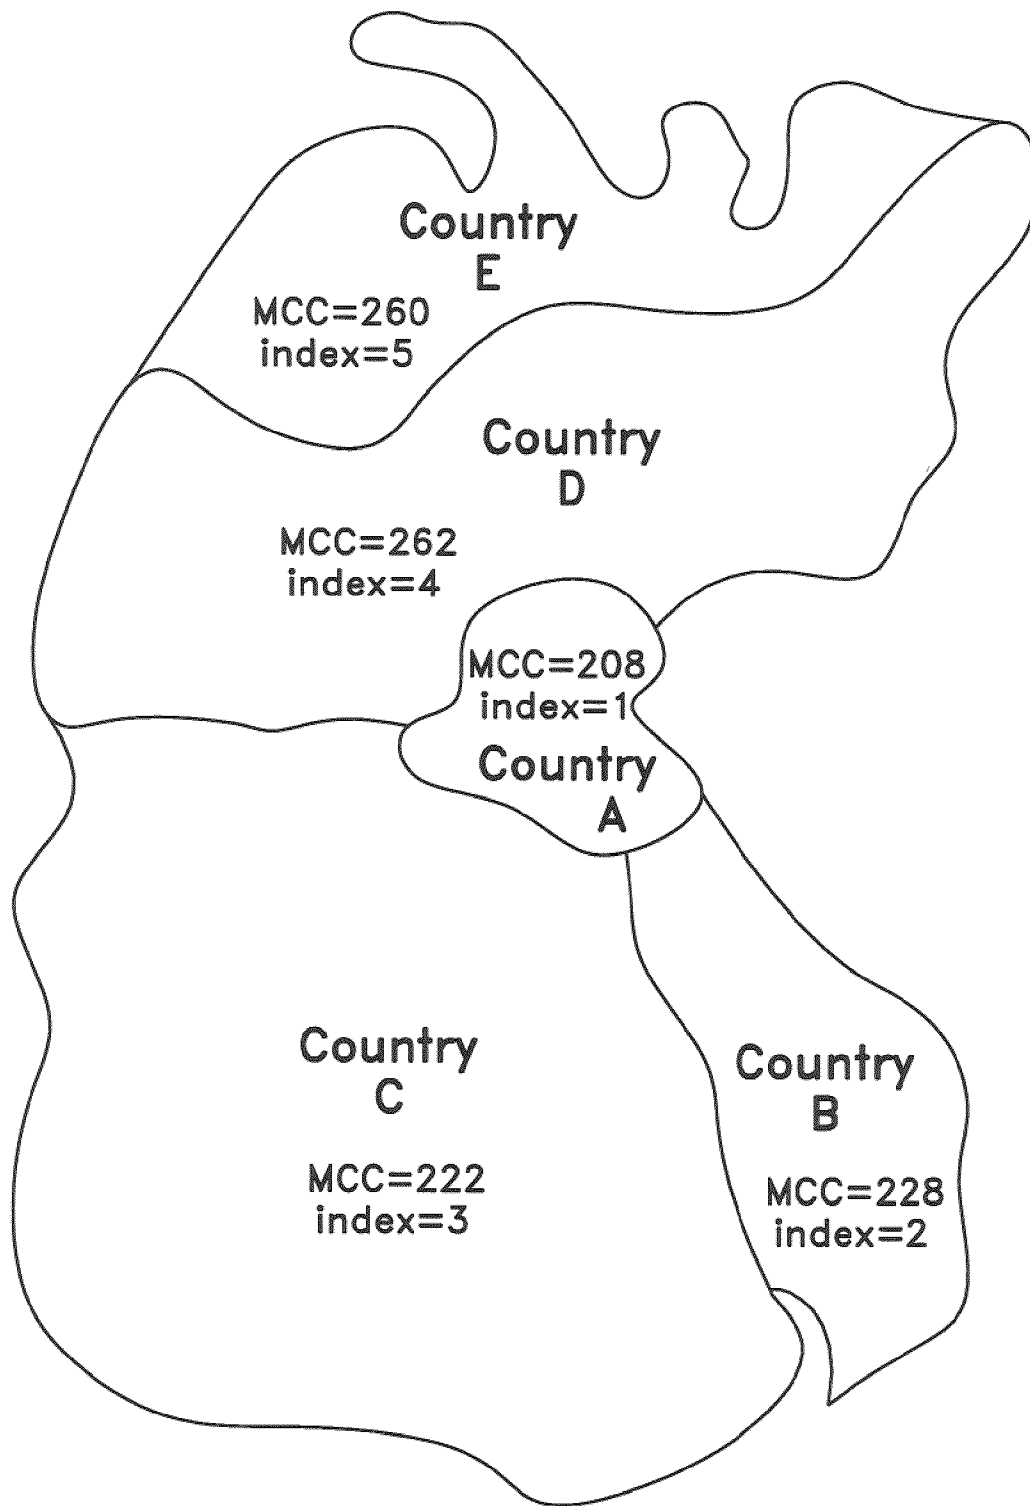 Country
E
MCC=260
index=5
Country
D
MCC=262
index=4
MCC=208
index=1
Country
A
Country
C
MCC=222
index=3
Country
B
MCC=228
index=2